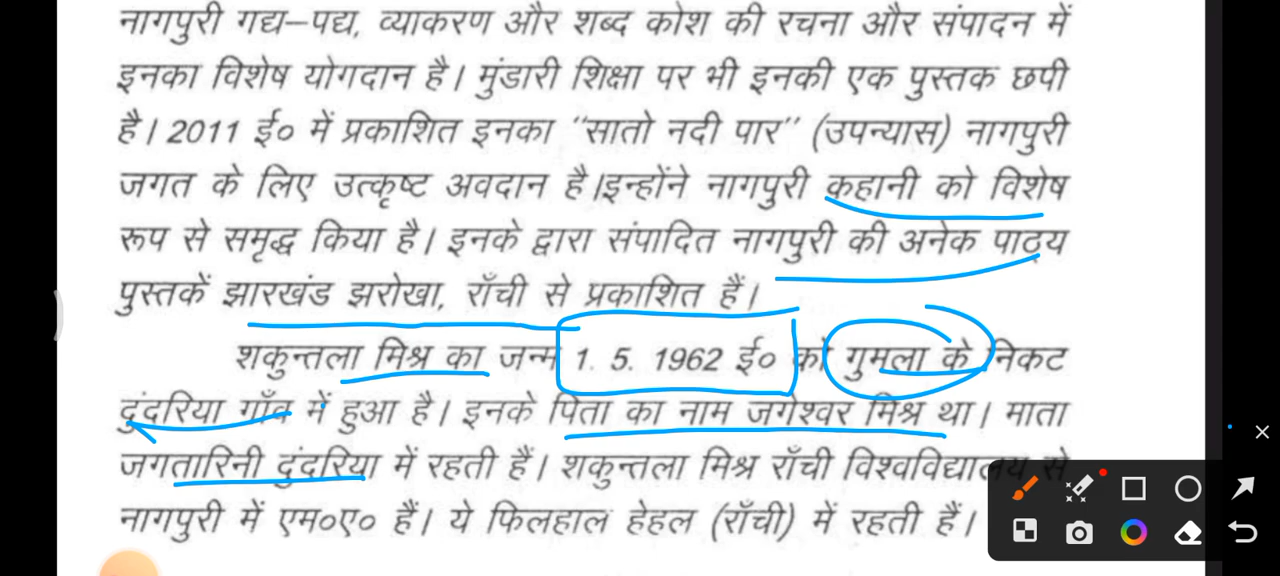 नागपुरी गद्य–पद्य, व्याकरण और शब्द कोश की रचना और संपादन में
इनका विशेष योगदान है। मुंडारी शिक्षा पर भी इनकी एक पुस्तक छपी
है। 2011 ई० में प्रकाशित इनका "सातो नदी पार" (उपन्यास) नागपुरी
जगत के लिए उत्कृष्ट अवदान है।इन्होंने नागपुरी कहानी को विशेष
रूप से समृद्ध किया है। इनके द्वारा संपादित नागपुरी की अनेक पाठ्य
पुस्तकें झारखंड झरोखा, राँची से प्रकाशित हैं।
शकुन्तला मिश्र का जन्म 1. 5. 1962 ई० को गुमला के निकट
दुंदरिया गाँव में हुआ है। इनके पिता का नाम जगेश्वर मिश्र था। माता
जगतारिनी दुंदरिया में रहती हैं। शकुन्तला मिश्र राँची विश्वविद्यालय से
नागपुरी में एम०ए० हैं। ये फिलहाल हेहल (राँची) में रहती हैं।